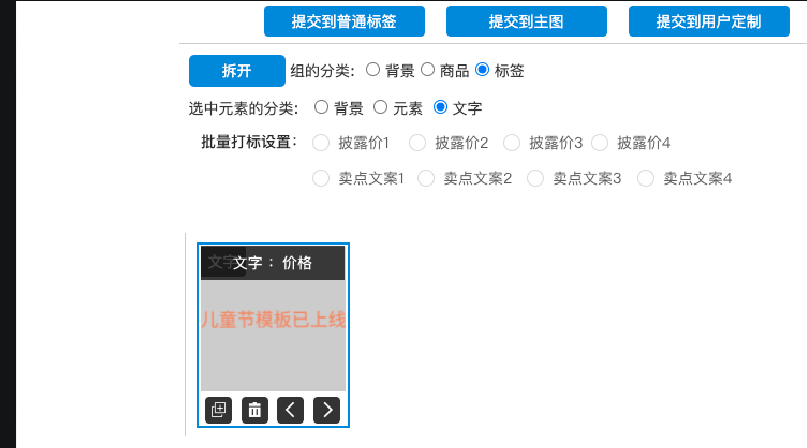 提交到普通标签 提交到主图 提交到用户定制
拆开 组的分类: 背景 商品 标签
选中元素的分类: 背景 元素 文字
批量打标设置: 披露价1 披露价2 披露价3 披露价4
卖点文案1 卖点文案2 卖点文案3 卖点文案4
文字 文字 : 价格
儿童节模板已上线